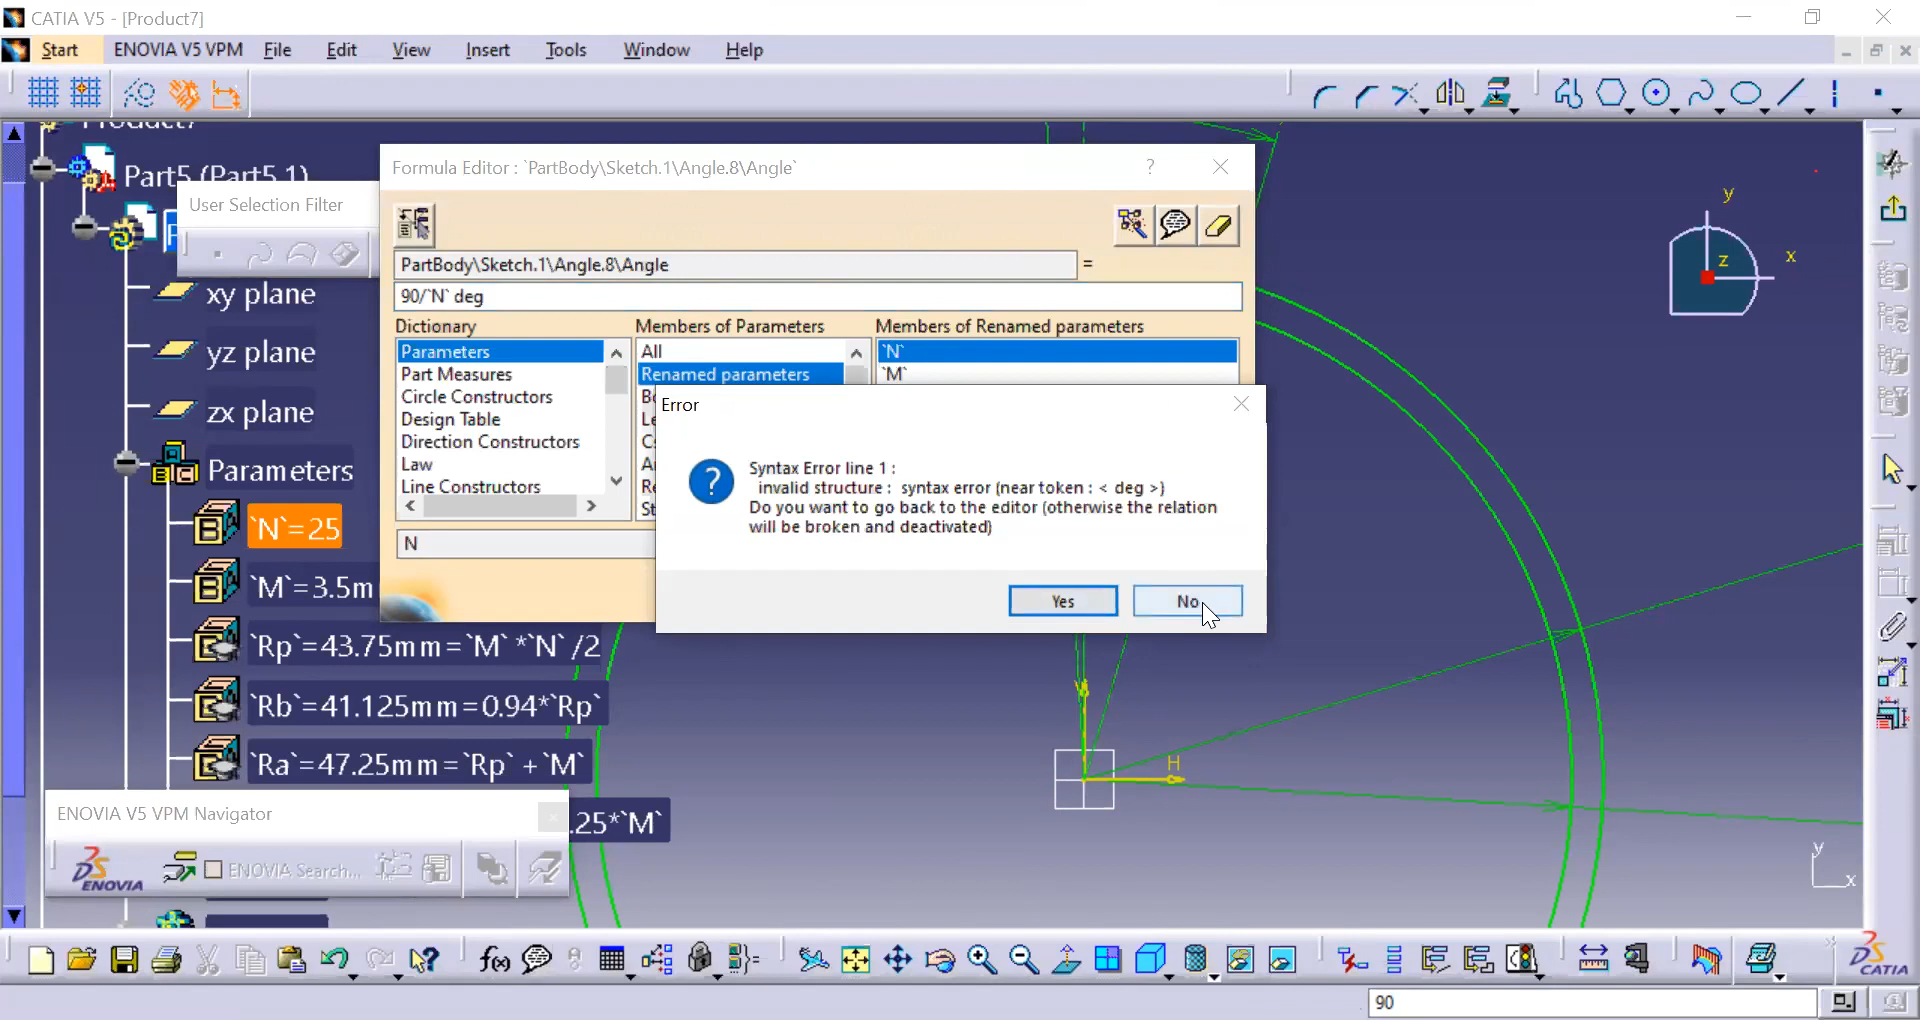 CATIA V5 - [Product7]
Start ENOVIA V5 VPM File Edit View Insert Tools Window Help
Product7
Part5 (Part5.1)
User Selection Filter
xy plane
yz plane
zx plane
Parameters
`N`=25
`M`=3.5m
`Rp`=43.75mm=`M` *`N` /2
`Rb`=41.125mm=0.94*`Rp`
`Ra`=47.25mm=`Rp` +`M`
.25*`M`
Formula Editor : `PartBody\Sketch.1\Angle.8\Angle`
?
PartBody\Sketch.1\Angle.8\Angle =
90/`N` deg
Dictionary Members of Parameters Members of Renamed parameters
Parameters All `N`
Part Measures Renamed parameters `M`
Circle Constructors
Design Table
Direction Constructors
Law
Line Constructors
N
Error
Syntax Error line 1 :
invalid structure : syntax error (near token : < deg >)
Do you want to go back to the editor (otherwise the relation
will be broken and deactivated)
Yes No
y
x
z
H
y
x
ENOVIA V5 VPM Navigator
DS ENOVIA
ENOVIA Search...
f(x)
DS CATIA
90